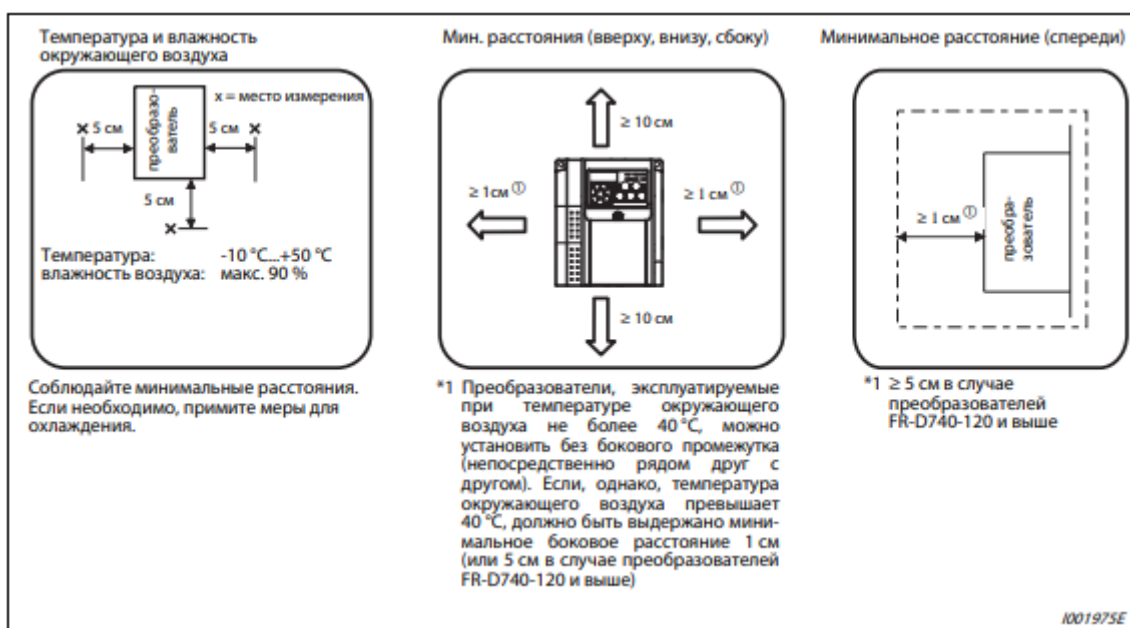 Температура и влажность
окружающего воздуха
x = место измерения
преобразо-
ватель
5 см
5 см
5 см
Температура: -10 °C...+50 °C
влажность воздуха: макс. 90 %
Соблюдайте минимальные расстояния.
Если необходимо, примите меры для
охлаждения.
Мин. расстояния (вверху, внизу, сбоку)
≥ 10 см
≥ 1см ①
≥ 1 см ①
≥ 10 см
*1 Преобразователи, эксплуатируемые
при температуре окружающего
воздуха не более 40 °C, можно
установить без бокового промежутка
(непосредственно рядом друг с
другом). Если, однако, температура
окружающего воздуха превышает
40 °C, должно быть выдержано мини-
мальное боковое расстояние 1 см
(или 5 см в случае преобразователей
FR-D740-120 и выше)
Минимальное расстояние (спереди)
≥ 1 см ①
преобра-
зователь
*1 ≥ 5 см в случае
преобразователей
FR-D740-120 и выше
I001975E